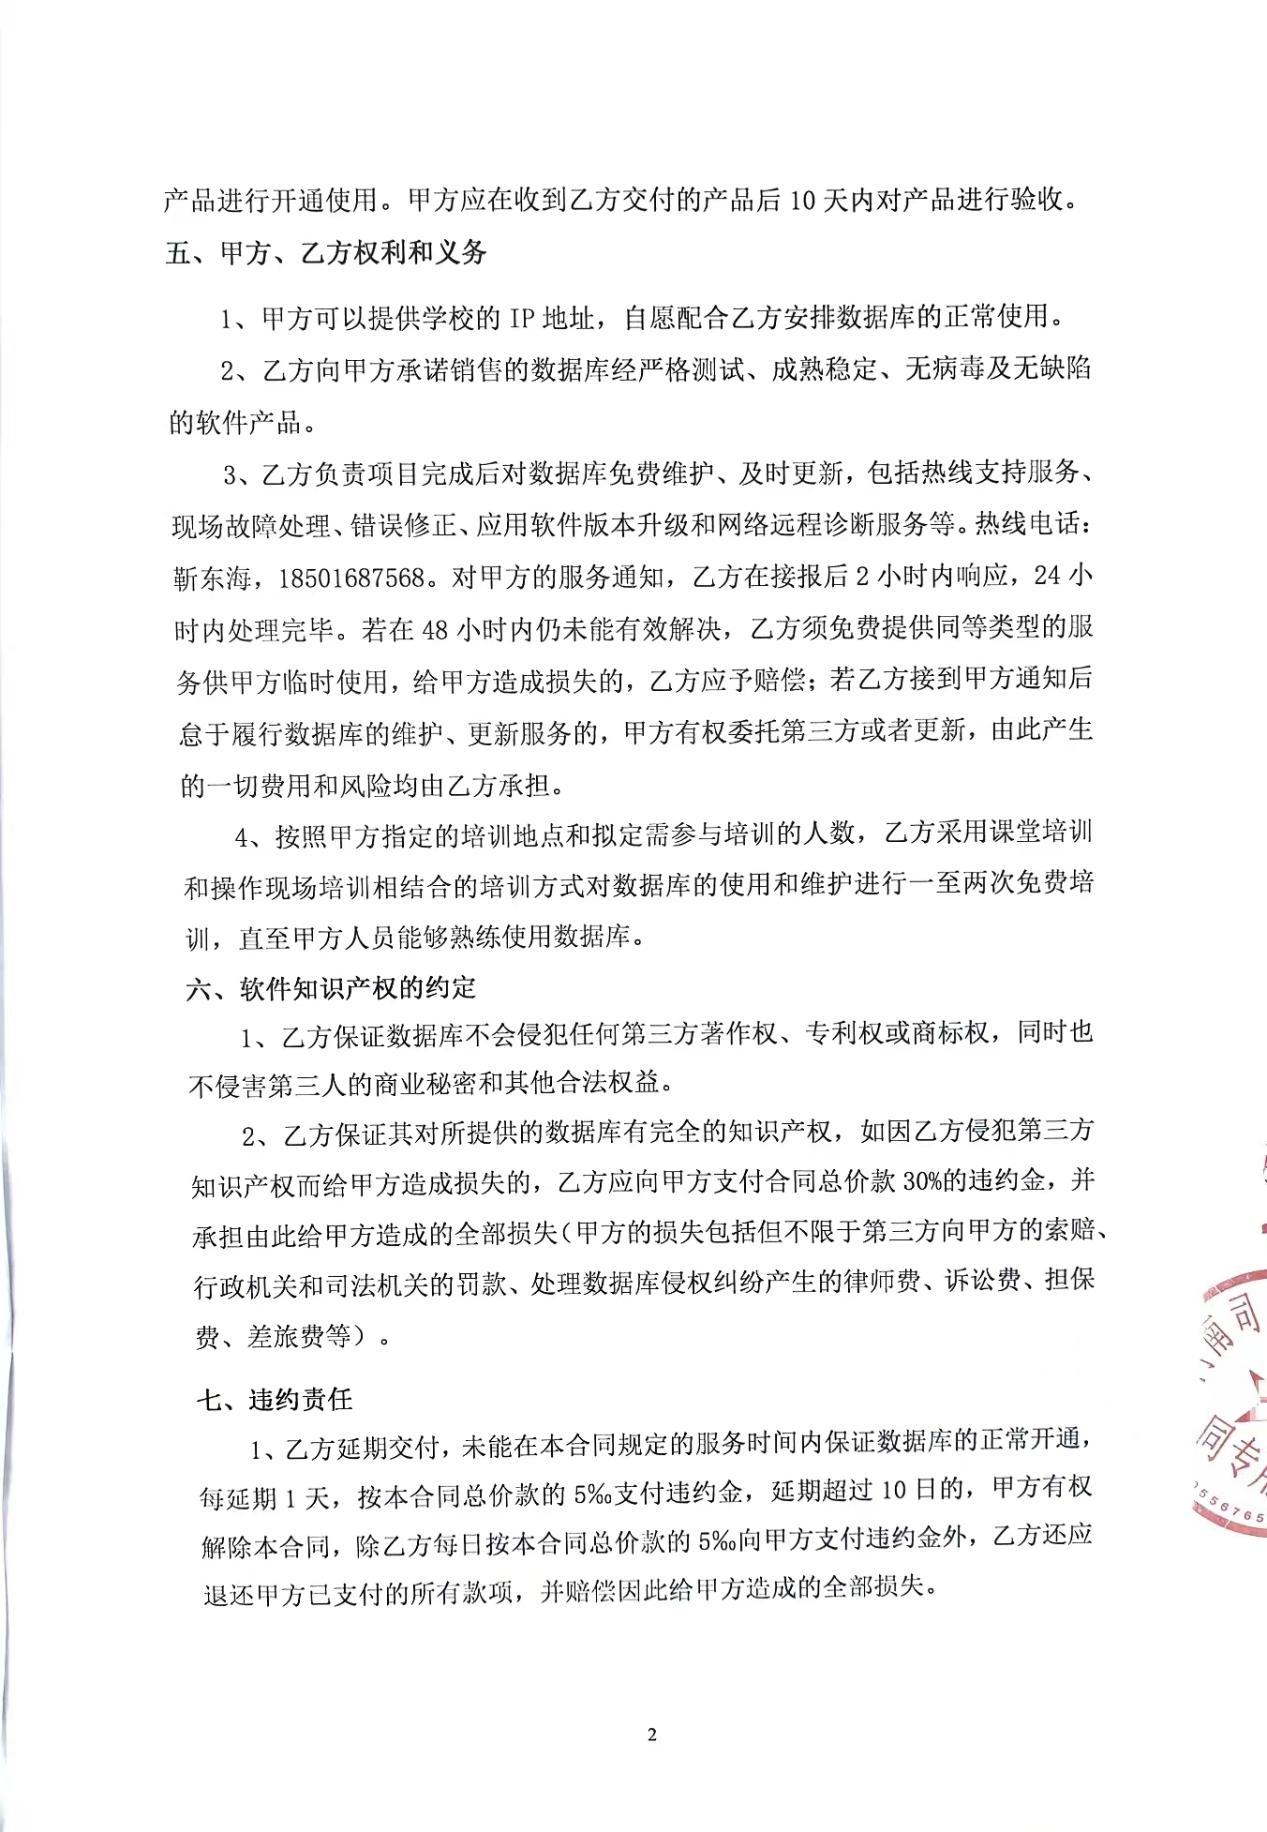 产品进行开通使用。甲方应在收到乙方交付的产品后 10 天内对产品进行验收。
五、甲方、乙方权利和义务
1、甲方可以提供学校的 IP 地址，自愿配合乙方安排数据库的正常使用。
2、乙方向甲方承诺销售的数据库经严格测试、成熟稳定、无病毒及无缺陷
的软件产品。
3、乙方负责项目完成后对数据库免费维护、及时更新，包括热线支持服务、
现场故障处理、错误修正、应用软件版本升级和网络远程诊断服务等。热线电话：
靳东海，18501687568。对甲方的服务通知，乙方在接报后 2 小时内响应，24 小
时内处理完毕。若在 48 小时内仍未能有效解决，乙方须免费提供同等类型的服
务供甲方临时使用，给甲方造成损失的，乙方应予赔偿；若乙方接到甲方通知后
怠于履行数据库的维护、更新服务的，甲方有权委托第三方或者更新，由此产生
的一切费用和风险均由乙方承担。
4、按照甲方指定的培训地点和拟定需参与培训的人数，乙方采用课堂培训
和操作现场培训相结合的培训方式对数据库的使用和维护进行一至两次免费培
训，直至甲方人员能够熟练使用数据库。
六、软件知识产权的约定
1、乙方保证数据库不会侵犯任何第三方著作权、专利权或商标权，同时也
不侵害第三人的商业秘密和其他合法权益。
2、乙方保证其对所提供的数据库有完全的知识产权，如因乙方侵犯第三方
知识产权而给甲方造成损失的，乙方应向甲方支付合同总价款 30%的违约金，并
承担由此给甲方造成的全部损失（甲方的损失包括但不限于第三方向甲方的索赔、
行政机关和司法机关的罚款、处理数据库侵权纠纷产生的律师费、诉讼费、担保
费、差旅费等）。
七、违约责任
1、乙方延期交付，未能在本合同规定的服务时间内保证数据库的正常开通，
每延期 1 天，按本合同总价款的 5‰支付违约金，延期超过 10 日的，甲方有权
解除本合同，除乙方每日按本合同总价款的 5‰向甲方支付违约金外，乙方还应
退还甲方已支付的所有款项，并赔偿因此给甲方造成的全部损失。
司
同专用
556765
2